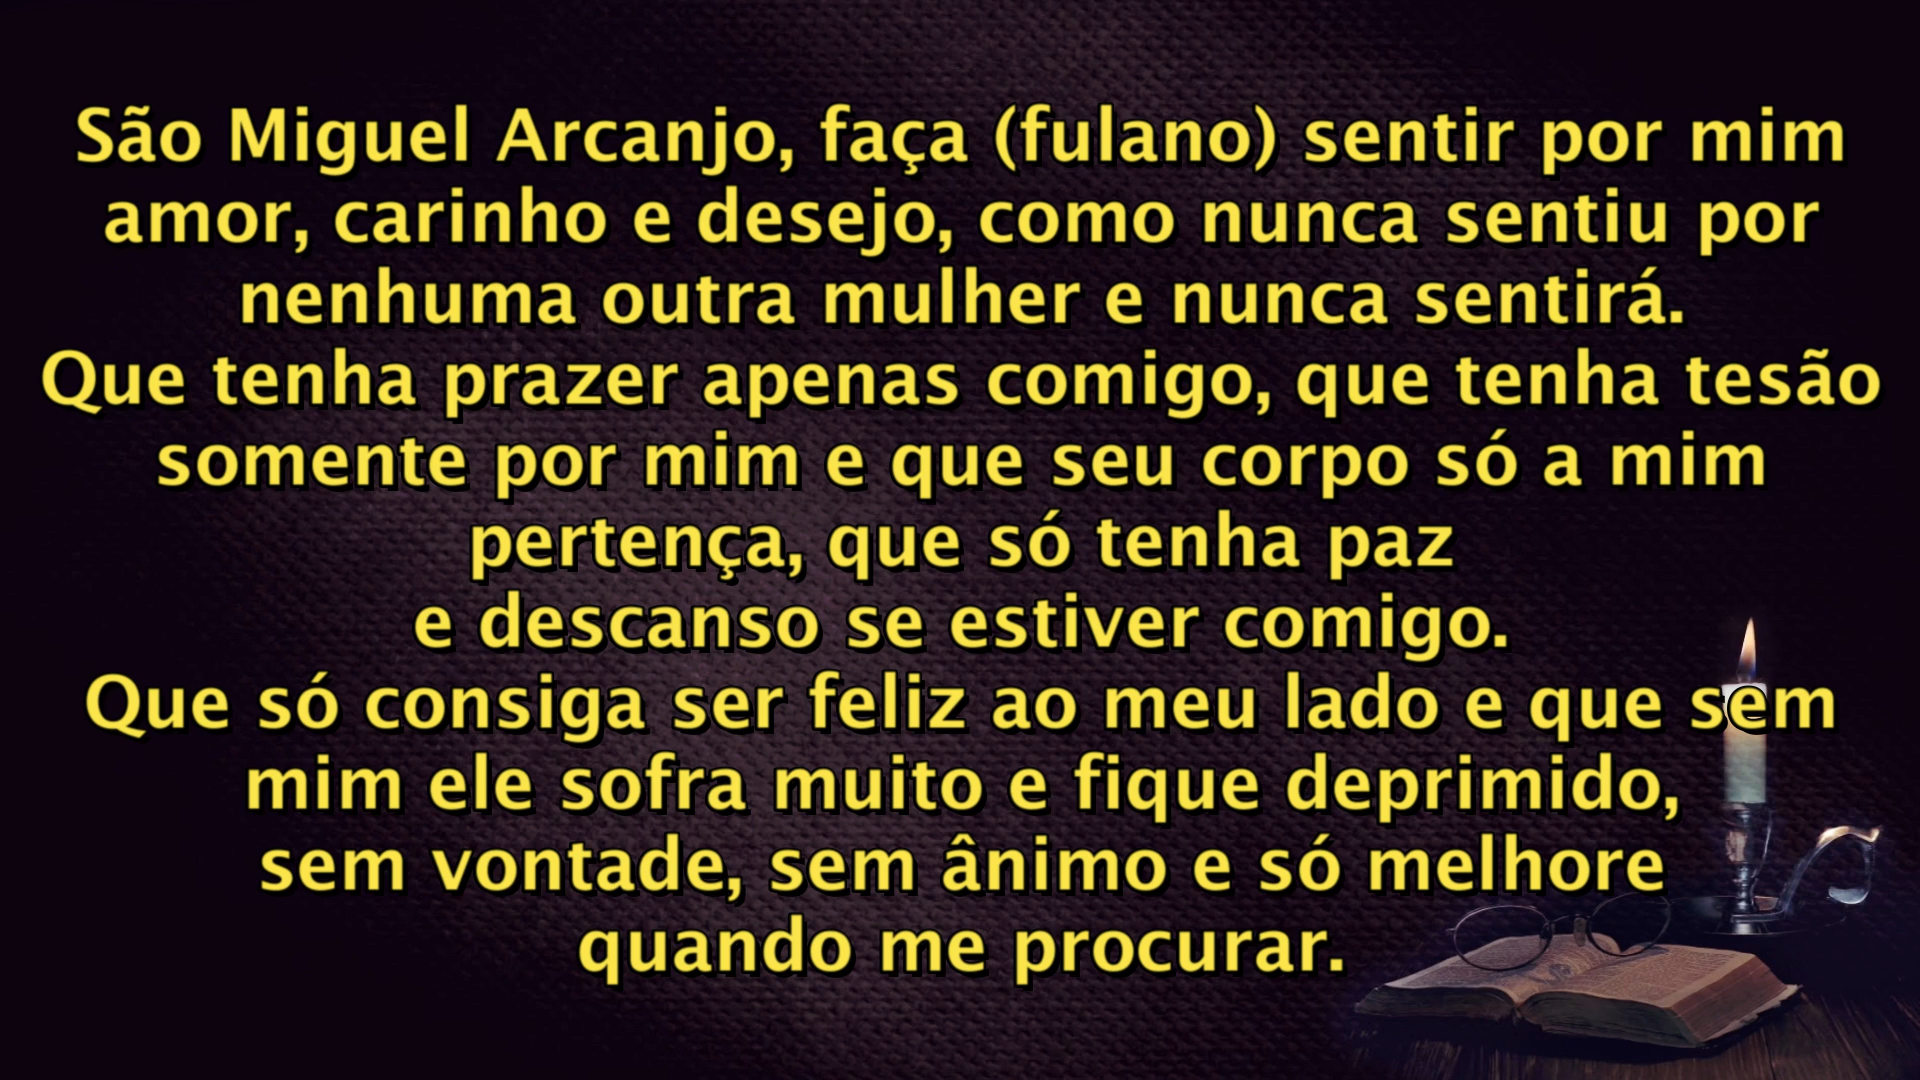 São Miguel Arcanjo, faça (fulano) sentir por mim
amor, carinho e desejo, como nunca sentiu por
nenhuma outra mulher e nunca sentirá.
Que tenha prazer apenas comigo, que tenha tesão
somente por mim e que seu corpo só a mim
pertença, que só tenha paz
e descanso se estiver comigo.
Que só consiga ser feliz ao meu lado e que sem
mim ele sofra muito e fique deprimido,
sem vontade, sem ânimo e só melhore
quando me procurar.